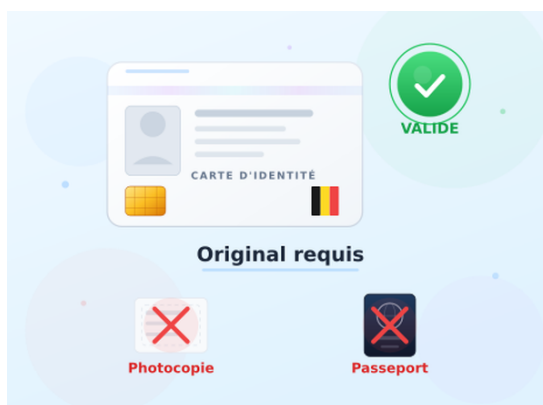 VALIDE
CARTE D'IDENTITÉ
Original requis
Photocopie
Passeport